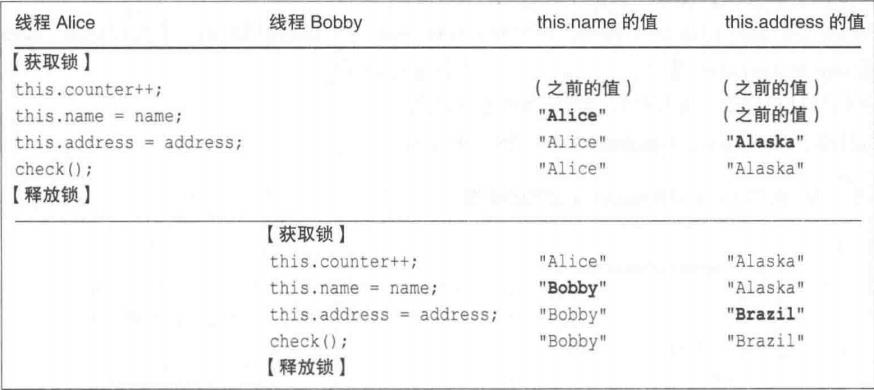 线程 Alice 线程 Bobby this.name 的值 this.address 的值
【获取锁】
this.counter++; （之前的值） （之前的值）
this.name = name; "Alice" （之前的值）
this.address = address; "Alice" "Alaska"
check(); "Alice" "Alaska"
【释放锁】
【获取锁】
this.counter++; "Alice" "Alaska"
this.name = name; "Bobby" "Alaska"
this.address = address; "Bobby" "Brazil"
check(); "Bobby" "Brazil"
【释放锁】